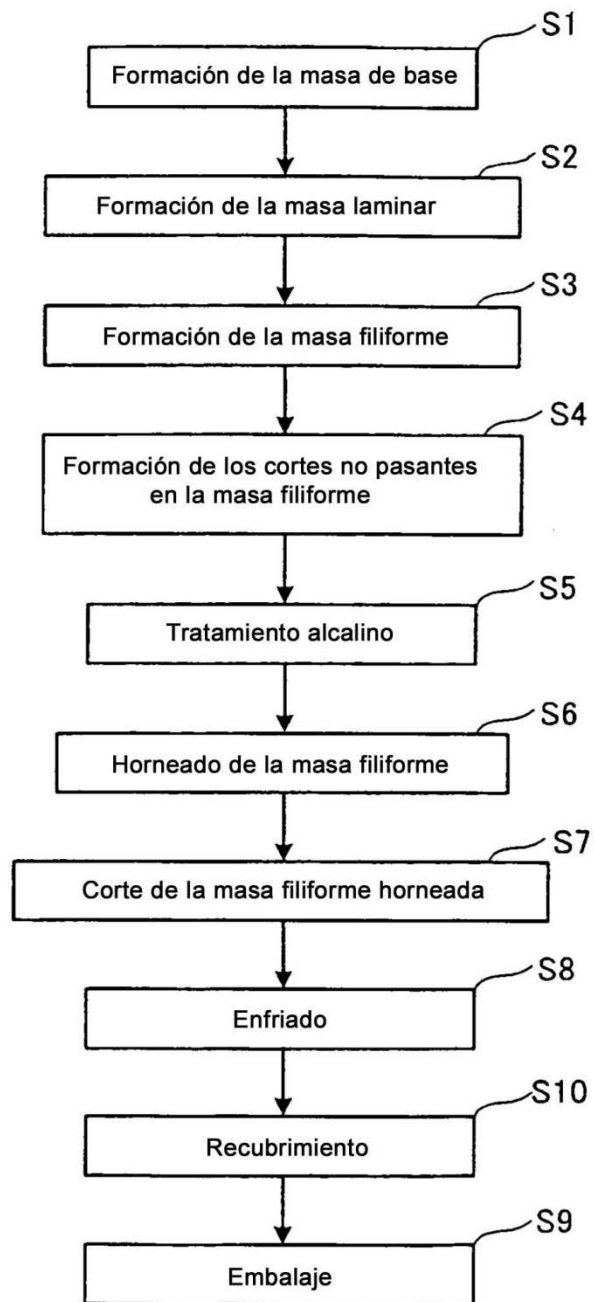 S1
Formación de la masa de base
S2
Formación de la masa laminar
S3
Formación de la masa filiforme
S4
Formación de los cortes no pasantes
en la masa filiforme
S5
Tratamiento alcalino
S6
Horneado de la masa filiforme
S7
Corte de la masa filiforme horneada
S8
Enfriado
S10
Recubrimiento
S9
Embalaje